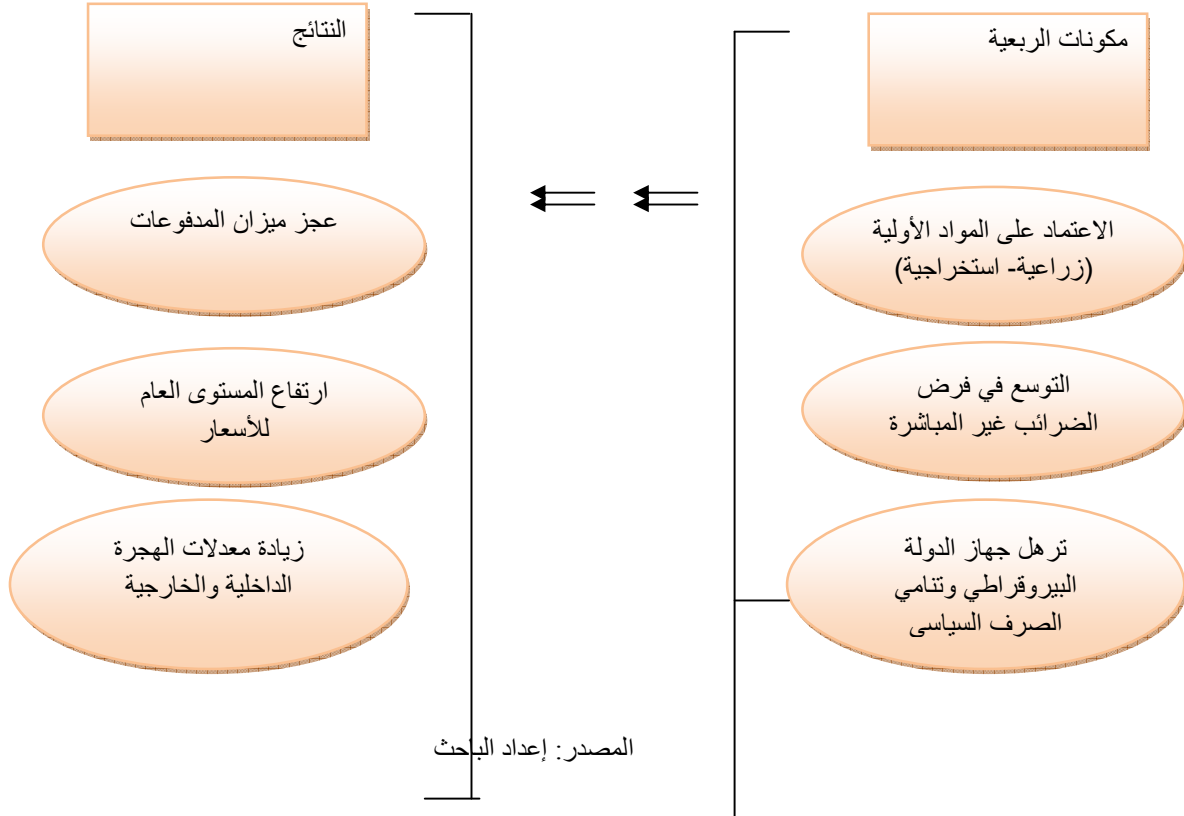 مكونات الربعية
الاعتماد على المواد الأولية
(زراعية- استخراجية)
التوسع في فرض
الضرائب غير المباشرة
ترهل جهاز الدولة
البيروقراطي وتنامي
الصرف السياسى
النتائج
عجز ميزان المدفوعات
ارتفاع المستوى العام
للأسعار
زيادة معدلات الهجرة
الداخلية والخارجية
المصدر: إعداد الباحث